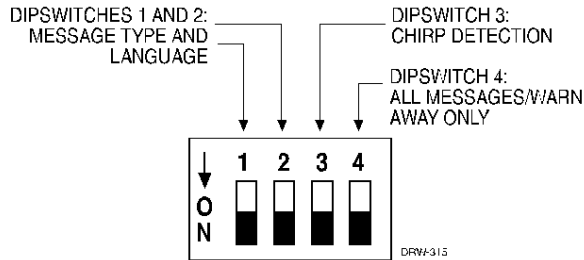 DIPSWITCHES 1 AND 2:
MESSAGE TYPE AND
LANGUAGE
DIPSWITCH 3:
CHIRP DETECTION
DIPSWITCH 4:
ALL MESSAGES/WARN
AWAY ONLY
1 2 3 4
ON
DRW-315